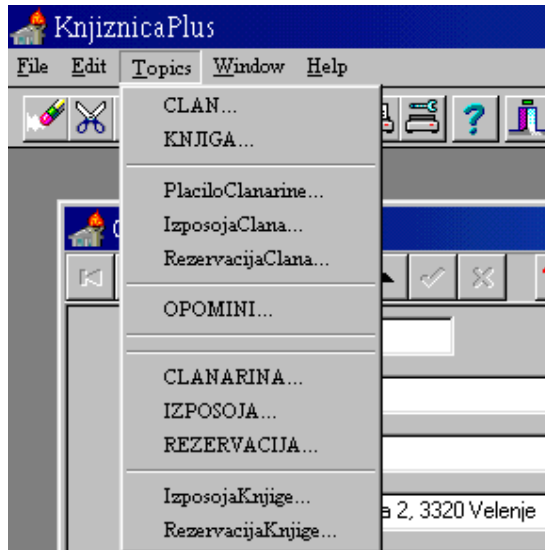 KnjiznicaPlus
File Edit Topics Window Help
CLAN...
KNJIGA...
PlaciloClanarine...
IzposojaClana...
RezervacijaClana...
OPOMINI...
CLANARINA...
IZPOSOJA...
REZERVACIJA...
IzposojaKnjige...
a 2, 3320 Velenje
RezervacijaKnjige...